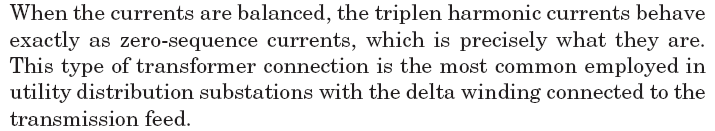 When the currents are balanced, the triplen harmonic currents behave
exactly as zero-sequence currents, which is precisely what they are.
This type of transformer connection is the most common employed in
utility distribution substations with the delta winding connected to the
transmission feed.